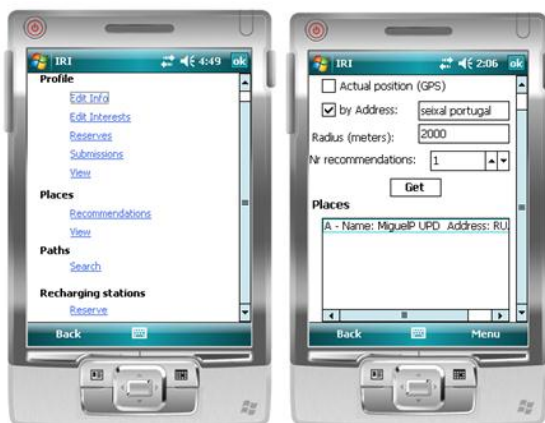 IRI 4:49 ok
Profile
Edit Info
Edit Interests
Reserves
Submissions
View
Places
Recommendations
View
Paths
Search
Recharging stations
Reserve
Back
IRI 2:06 ok
Actual position (GPS)
by Address: seixal portugal
Radius (meters): 2000
Nr recommendations: 1
Get
Places
A - Name: MiguelP UPD Address: RU.
Back Menu